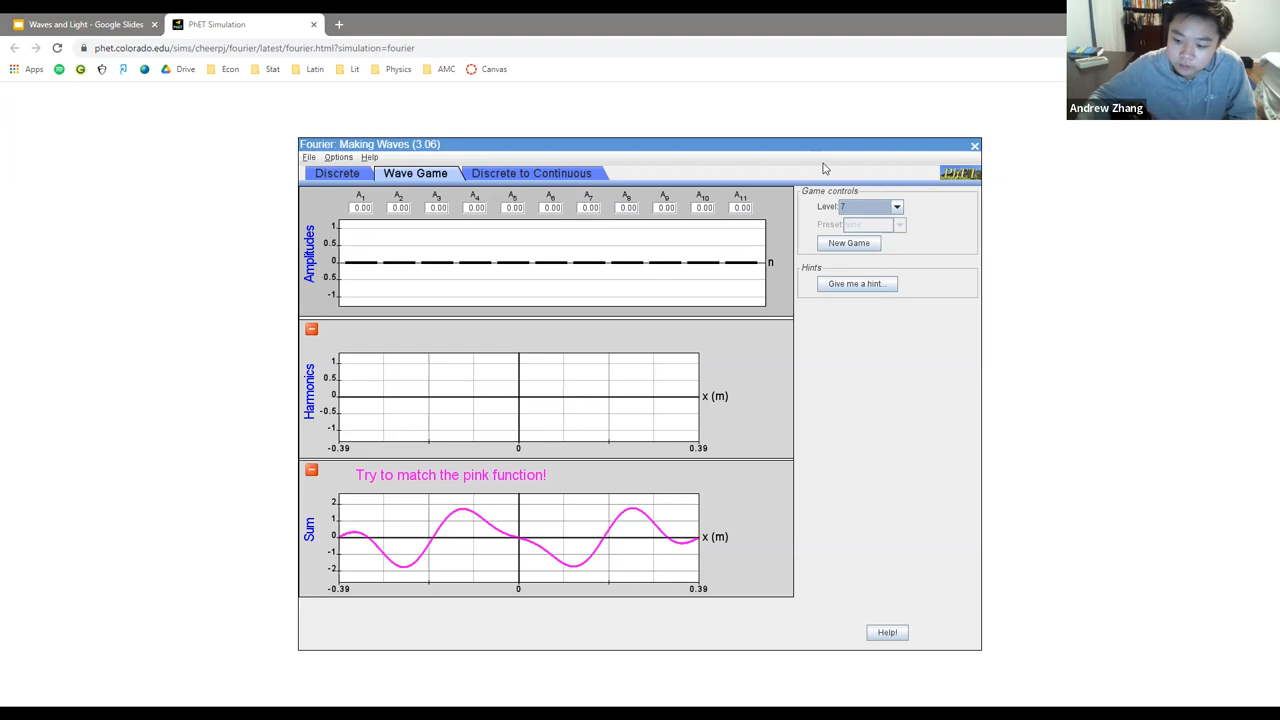 Waves and Light - Google Slides
PhET Simulation
phet.colorado.edu/sims/cheerpj/fourier/latest/fourier.html?simulation=fourier
Apps
Drive
Econ
Stat
Latin
Lit
Physics
AMC
Canvas
Andrew Zhang
Fourier: Making Waves (3.06)
File Options Help
Discrete Wave Game Discrete to Continuous
PhET
A1 A2 A3 A4 A5 A6 A7 A8 A9 A10 A11
0.00 0.00 0.00 0.00 0.00 0.00 0.00 0.00 0.00 0.00 0.00
Amplitudes
1
0.5
0
0.5
-1
n
Game controls
Level: 7
Preset: sine
New Game
Hints
Give me a hint...
Harmonics
1
0.5
0
-0.5
-1
x (m)
-0.39 0 0.39
Try to match the pink function!
Sum
2
1
0
-1
-2
x (m)
-0.39 0 0.39
Help!